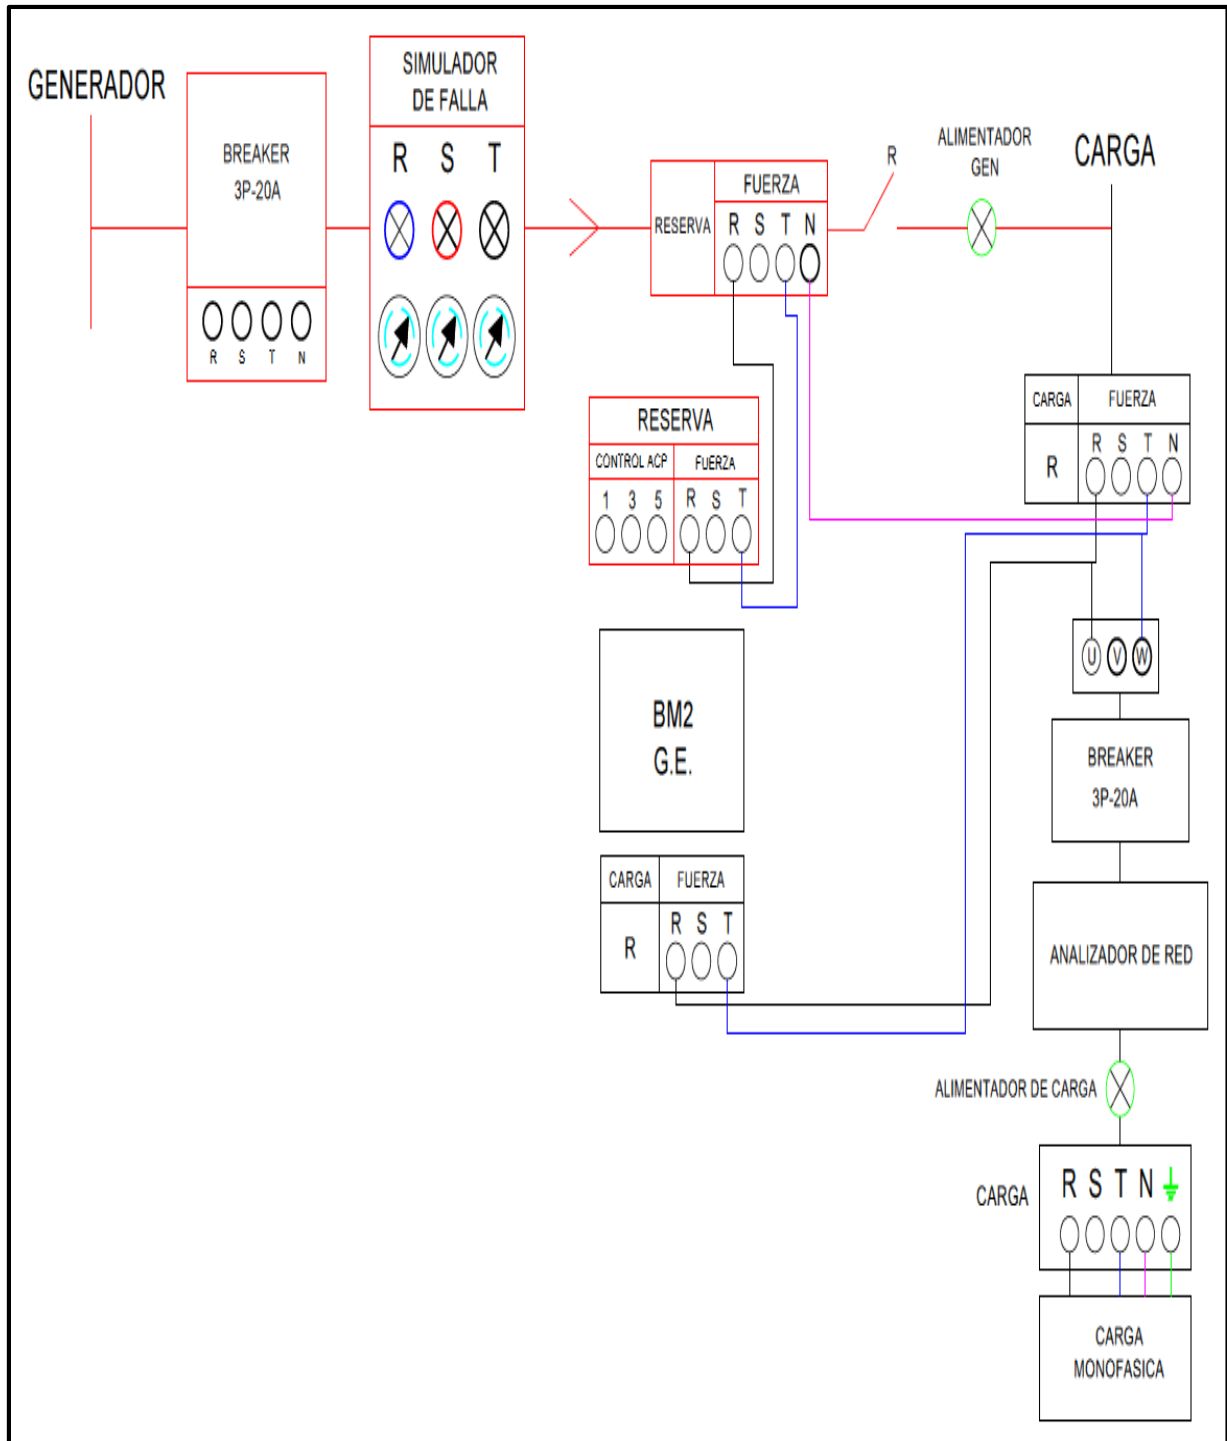 GENERADOR
BREAKER
3P-20A
R S T N
SIMULADOR
DE FALLA
R S T
RESERVA
FUERZA
R S T N
R
ALIMENTADOR
GEN
CARGA
CARGA FUERZA
R
R S T N
RESERVA
CONTROL ACP FUERZA
1 3 5 R S T
U V W
BM2
G.E.
BREAKER
3P-20A
CARGA FUERZA
R
R S T
ANALIZADOR DE RED
ALIMENTADOR DE CARGA
CARGA
R S T N
CARGA
MONOFASICA